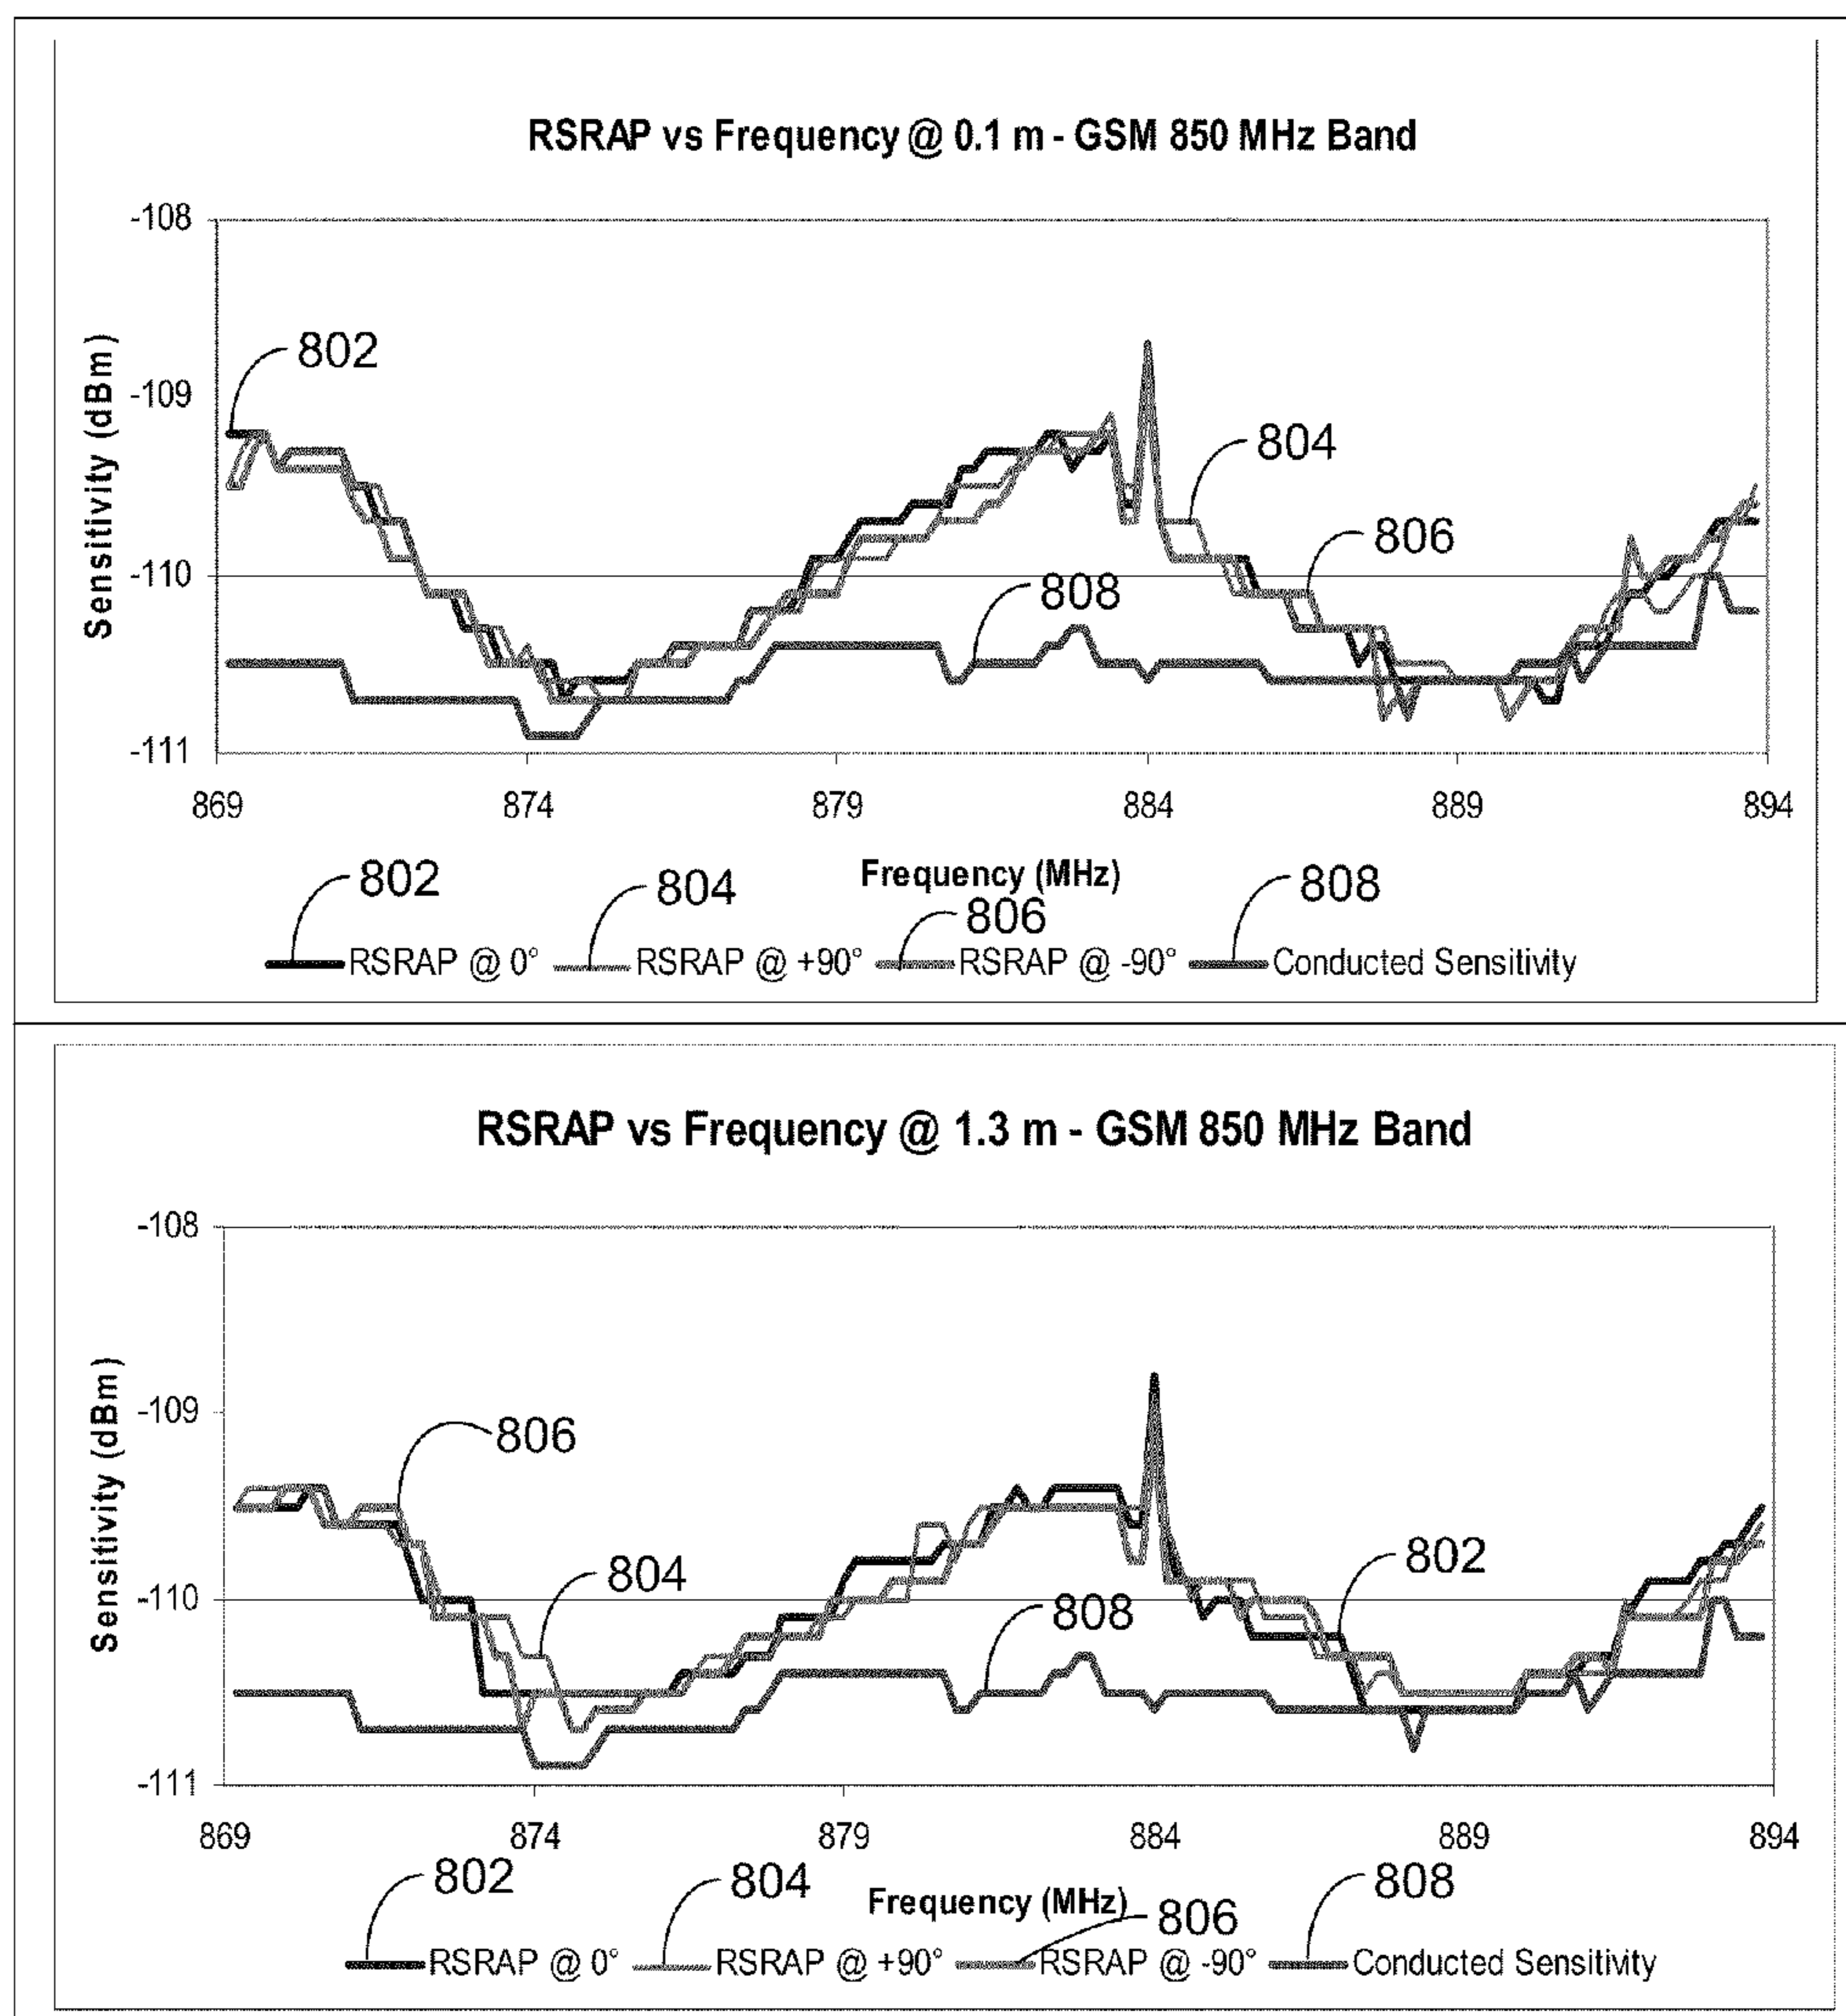 RSRAP vs Frequency @ 0.1 m - GSM 850 MHz Band
-108
Sensitivity (dBm)
802
-109
804
806
-110
808
-111
869 874 879 884 889 894
802 804 Frequency (MHz) 808
806
RSRAP @ 0° RSRAP @ +90° RSRAP @ -90° Conducted Sensitivity
RSRAP vs Frequency @ 1.3 m - GSM 850 MHz Band
-108
Sensitivity (dBm)
-109
806
802
804
-110
808
-111
869 874 879 884 889 894
802 804 Frequency (MHz) 808
806
RSRAP @ 0° RSRAP @ +90° RSRAP @ -90° Conducted Sensitivity